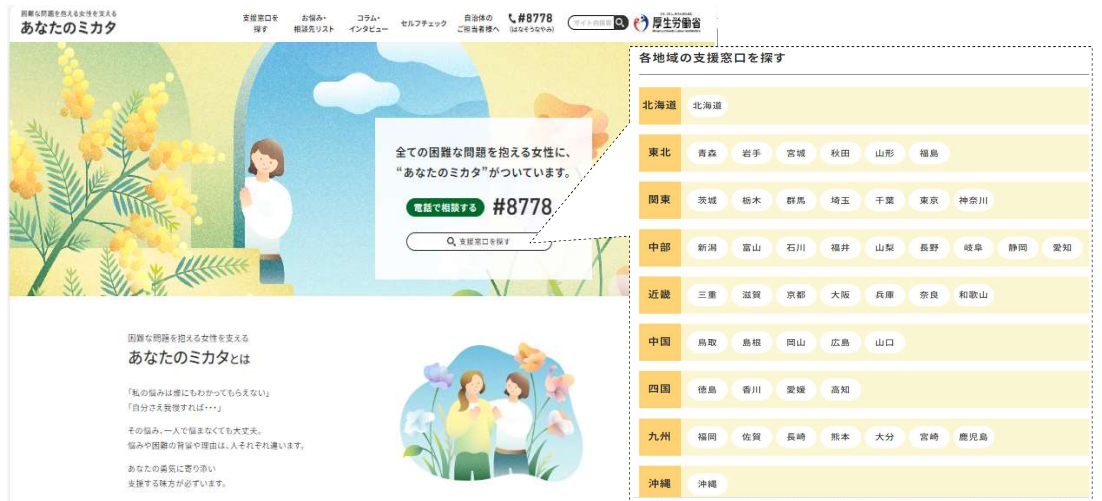 困難な問題を抱える女性を支える
あなたのミカタ
支援窓口を
探す
お悩み・
相談先リスト
コラム・
インタビュー
セルフチェック
自治体の
ご担当者様へ
#8778
(はなそうなやみ)
サイト内検索
厚生労働省
全ての困難な問題を抱える女性に、
“あなたのミカタ”がついています。
電話で相談する #8778
支援窓口を探す
困難な問題を抱える女性を支える
あなたのミカタとは
「私の悩みは誰にもわかってもらえない」
「自分さえ我慢すれば・・・」
その悩み、一人で悩まなくても大丈夫。
悩みや困難の背景や理由は、人それぞれ違います。
あなたの勇気に寄り添い
支援する味方が必ずいます。
各地域の支援窓口を探す
北海道 北海道
東北 青森 岩手 宮城 秋田 山形 福島
関東 茨城 栃木 群馬 埼玉 千葉 東京 神奈川
中部 新潟 富山 石川 福井 山梨 長野 岐阜 静岡 愛知
近畿 三重 滋賀 京都 大阪 兵庫 奈良 和歌山
中国 鳥取 島根 岡山 広島 山口
四国 徳島 香川 愛媛 高知
九州 福岡 佐賀 長崎 熊本 大分 宮崎 鹿児島
沖縄 沖縄